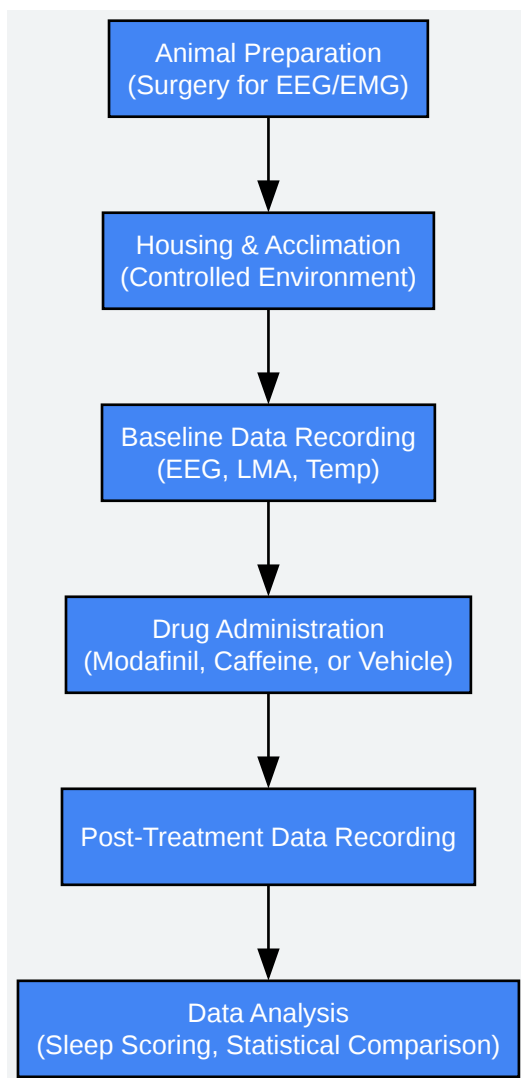 Animal Preparation
(Surgery for EEG/EMG)
Housing & Acclimation
(Controlled Environment)
Baseline Data Recording
(EEG, LMA, Temp)
Drug Administration
(Modafinil, Caffeine, or Vehicle)
Post-Treatment Data Recording
Data Analysis
(Sleep Scoring, Statistical Comparison)